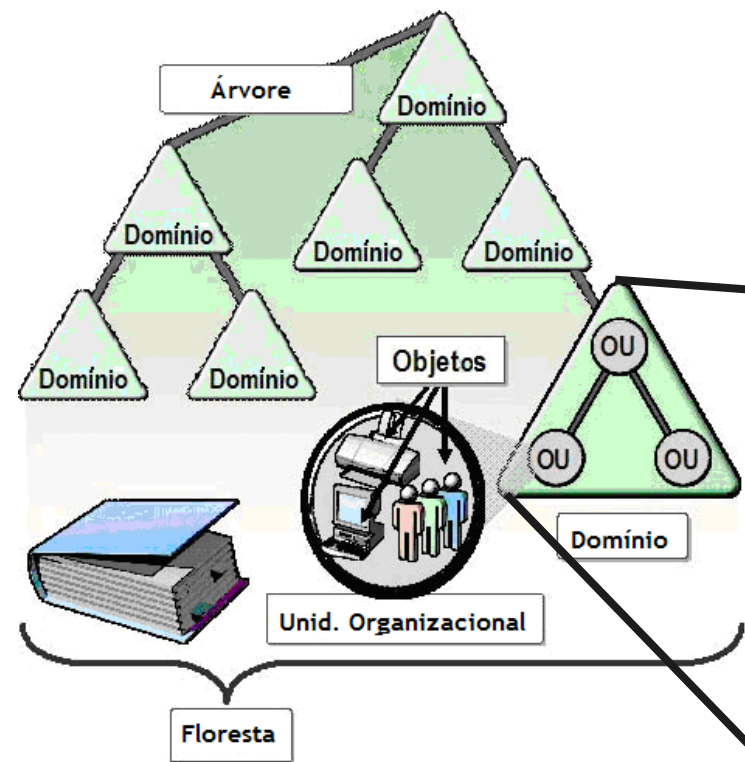 Árvore
Domínio
Domínio
Domínio
Domínio
Domínio
Domínio
Objetos
OU
OU
OU
Domínio
Unid. Organizacional
Floresta